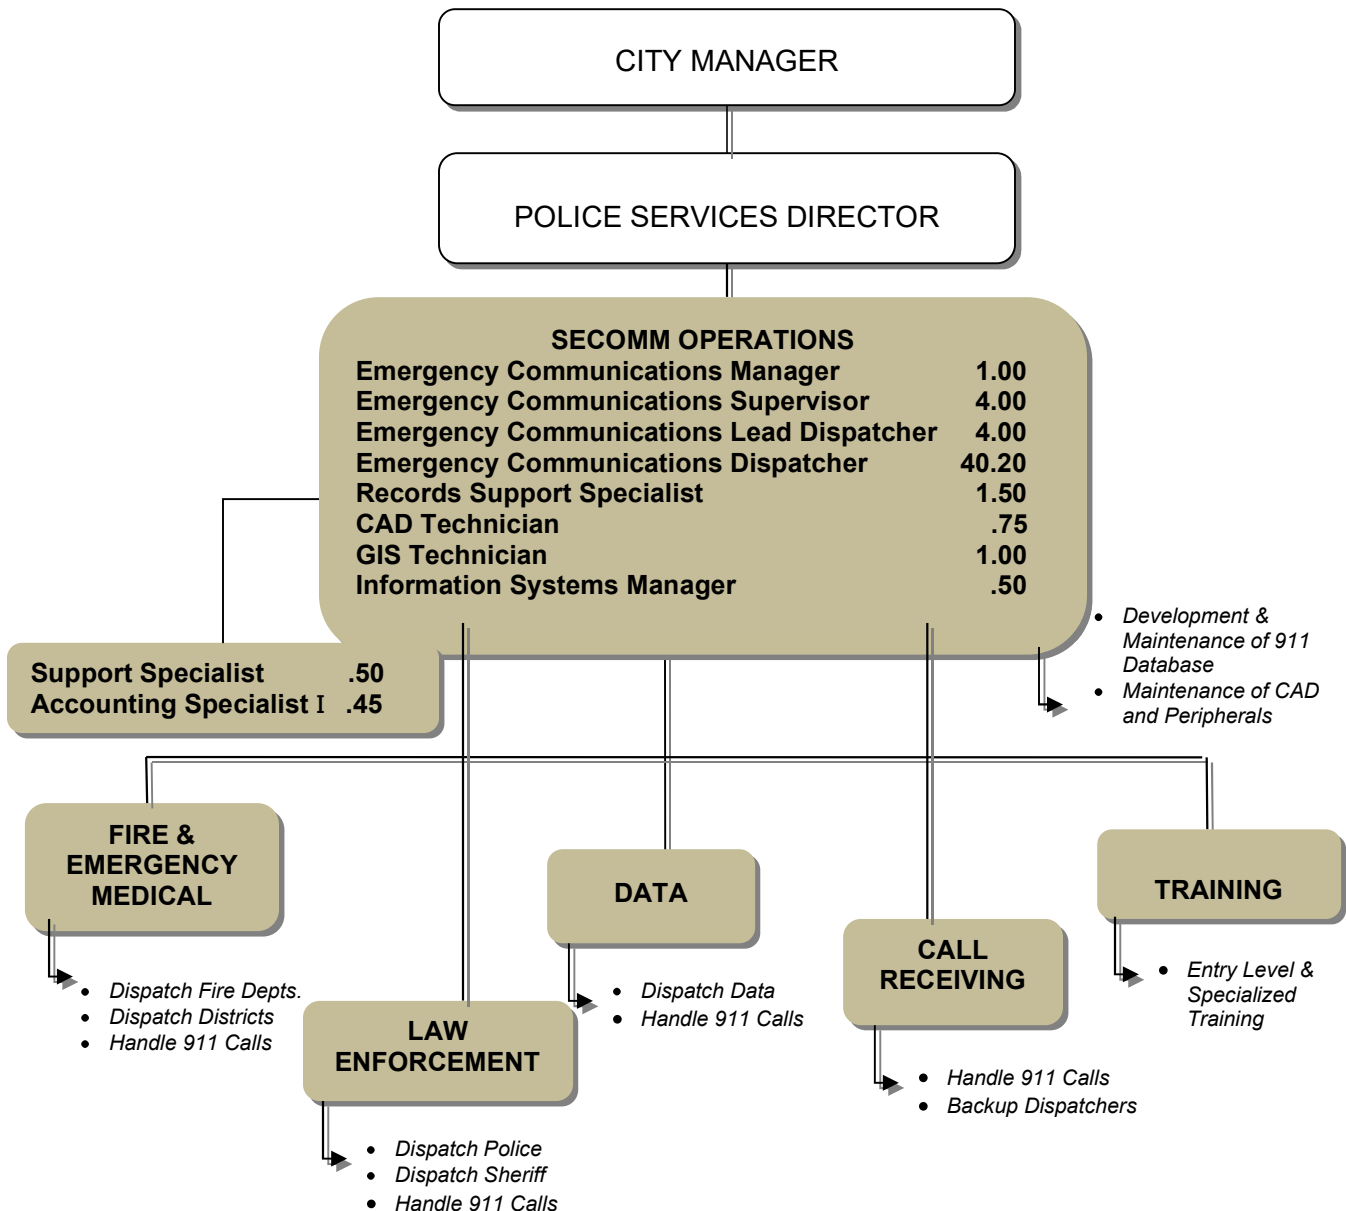 CITY MANAGER
POLICE SERVICES DIRECTOR
SECOMM OPERATIONS
Emergency Communications Manager 1.00
Emergency Communications Supervisor 4.00
Emergency Communications Lead Dispatcher 4.00
Emergency Communications Dispatcher 40.20
Records Support Specialist 1.50
CAD Technician .75
GIS Technician 1.00
Information Systems Manager .50
• Development &
Maintenance of 911
Database
• Maintenance of CAD
and Peripherals
Support Specialist .50
Accounting Specialist I .45
FIRE &
EMERGENCY
MEDICAL
• Dispatch Fire Depts.
• Dispatch Districts
• Handle 911 Calls
LAW
ENFORCEMENT
• Dispatch Police
• Dispatch Sheriff
• Handle 911 Calls
DATA
• Dispatch Data
• Handle 911 Calls
CALL
RECEIVING
• Handle 911 Calls
• Backup Dispatchers
TRAINING
• Entry Level &
Specialized
Training